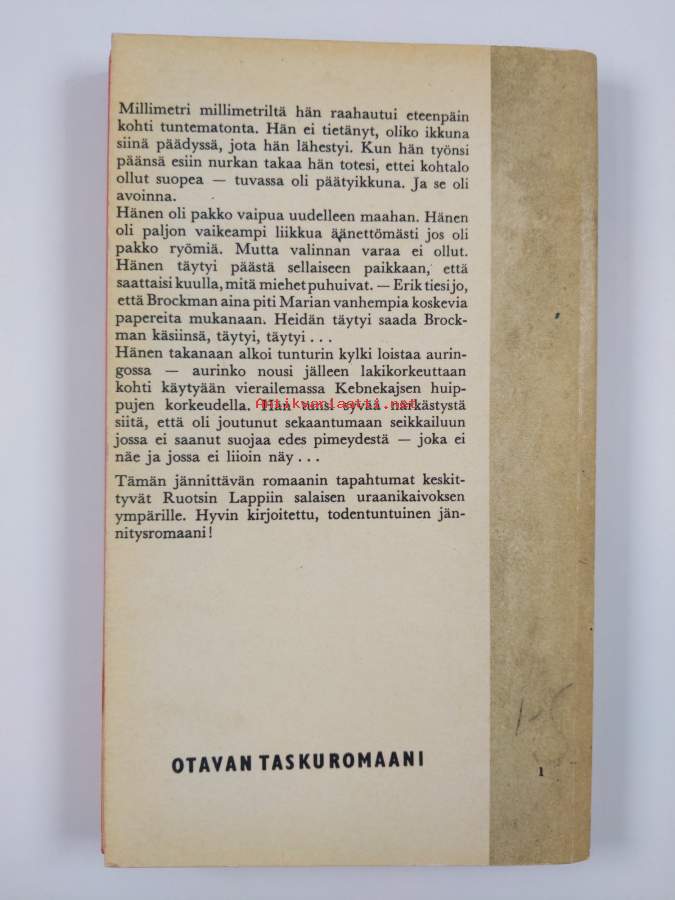 Millimetri millimetriltä hän raahautui eteenpäin
kohti tuntematonta. Hän ei tietänyt, oliko ikkuna
siinä päädyssä, jota hän lähestyi. Kun hän työnsi
päänsä esiin nurkan takaa hän totesi, ettei kohtalo
ollut suopea — tuvassa oli päätyikkuna. Ja se oli
avoinna.
Hänen oli pakko vaipua uudelleen maahan. Hänen
oli paljon vaikeampi liikkua äänettömästi jos oli
pakko ryömiä. Mutta valinnan varaa ei ollut.
Hänen täytyi päästä sellaiseen paikkaan, että
saattaisi kuulla, mitä miehet puhuivat. — Erik tiesi jo,
että Brockman aina piti Marian vanhempia koskevia
papereita mukanaan. Heidän täytyi saada Brock-
man käsiinsä, täytyi, täytyi . . .
Hänen takanaan alkoi tunturin kylki loistaa aurin-
gossa — aurinko nousi jälleen lakikorkeuttaan
kohti käytyään vierailemassa Kebnekajsen huip-
pujen korkeudella. Hän tunsi syvää närkästystä
Antikvariaatti.net
siitä, että oli joutunut sekaantumaan seikkailuun
jossa ei saanut suojaa edes pimeydestä — joka ei
näe ja jossa ei liioin näy . . .
Tämän jännittävän romaanin tapahtumat keskit-
tyvät Ruotsin Lappiin salaisen uraanikaivoksen
ympärille. Hyvin kirjoitettu, todentuntuinen jän-
nitysromaani!
OTAVAN TASKUROMAANI
1